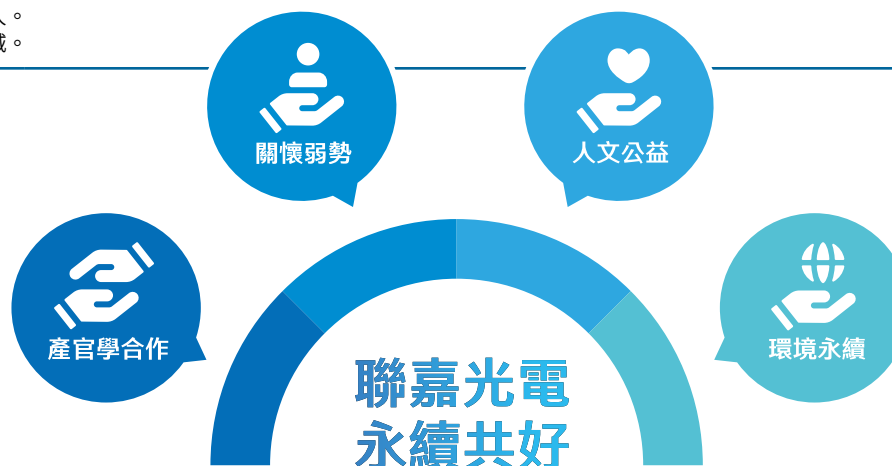 關懷弱勢
人文公益
產官學合作
環境永續
聯嘉光電
永續共好